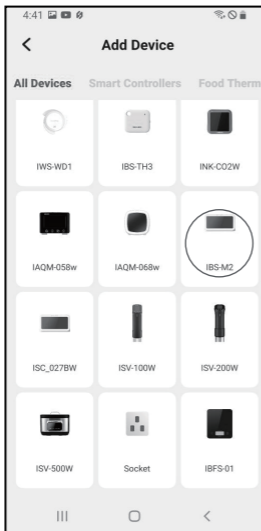 4:41
Add Device
All Devices Smart Controllers Food Therm
IWS-WD1 IBS-TH3 INK-CO2W
IAQM-058w IAQM-068w IBS-M2
ISC_027BW ISV-100W ISV-200W
ISV-500W Socket IBFS-01